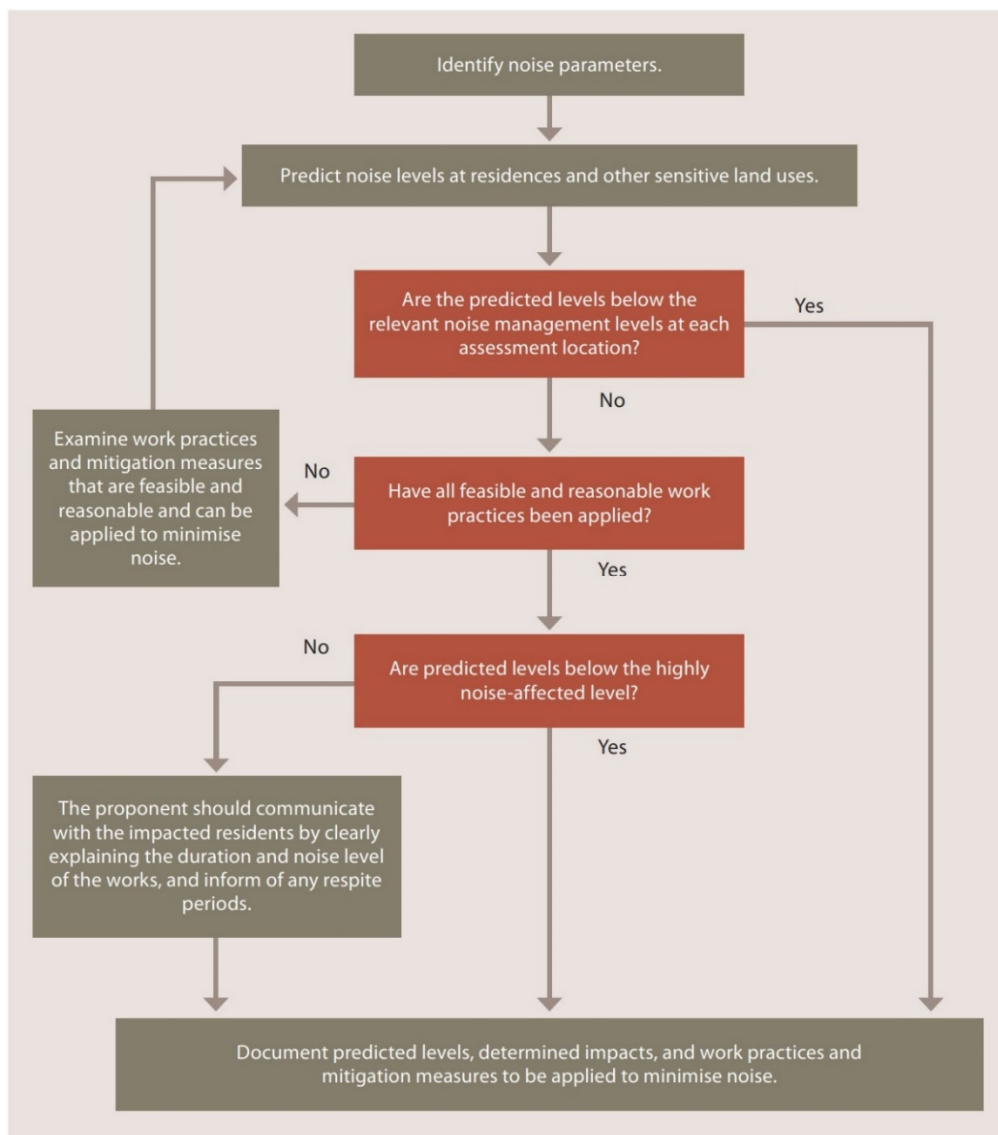 Identify noise parameters.
Predict noise levels at residences and other sensitive land uses.
Are the predicted levels below the
relevant noise management levels at each
assessment location?
Yes
No
Examine work practices
and mitigation measures
that are feasible and
reasonable and can be
applied to minimise
noise.
No
Have all feasible and reasonable work
practices been applied?
Yes
No
Are predicted levels below the highly
noise-affected level?
Yes
The proponent should communicate
with the impacted residents by clearly
explaining the duration and noise level
of the works, and inform of any respite
periods.
Document predicted levels, determined impacts, and work practices and
mitigation measures to be applied to minimise noise.